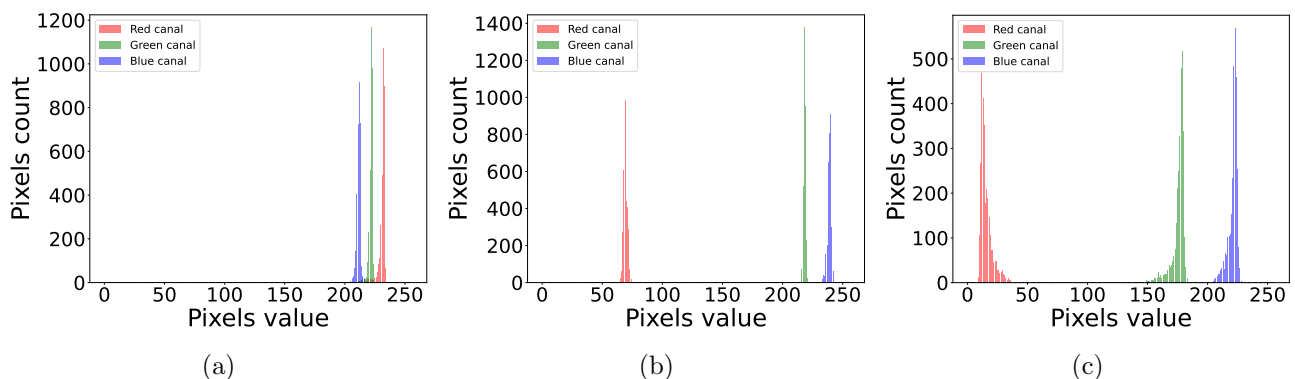 1200
1000
800
600
400
200
0
Pixels count
Red canal
Green canal
Blue canal
0 50 100 150 200 250
Pixels value
(a)
1400
1200
1000
800
600
400
200
0
Pixels count
Red canal
Green canal
Blue canal
0 50 100 150 200 250
Pixels value
(b)
500
400
300
200
100
0
Pixels count
Red canal
Green canal
Blue canal
0 50 100 150 200 250
Pixels value
(c)